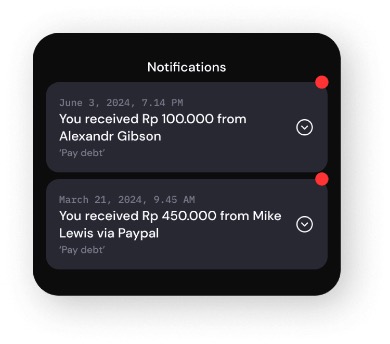 Notifications
June 3, 2024, 7.14 PM
You received Rp 100.000 from
Alexandr Gibson
‘Pay debt’
March 21, 2024, 9.45 AM
You received Rp 450.000 from Mike
Lewis via Paypal
‘Pay debt’